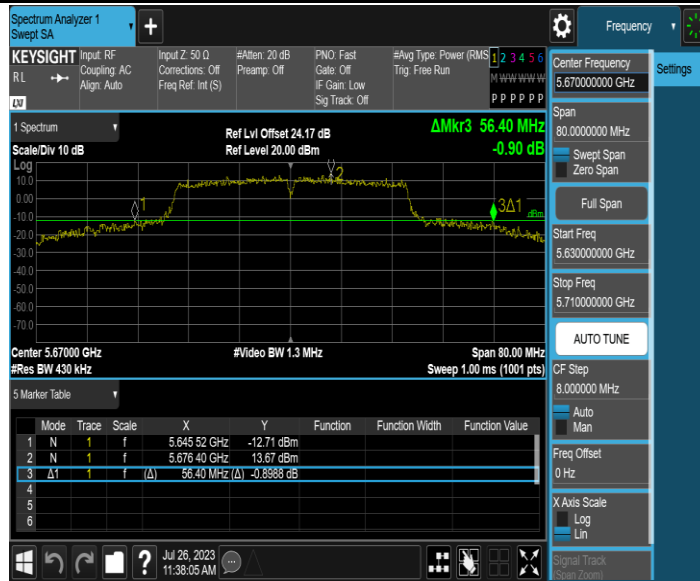 Spectrum Analyzer 1
Swept SA
Frequency
KEYSIGHT
RL
LXI
Input: RF
Coupling: AC
Align: Auto
Input Z: 50 Ω
Corrections: Off
Freq Ref: Int (S)
#Atten: 20 dB
Preamp: Off
PNO: Fast
Gate: Off
IF Gain: Low
Sig Track: Off
#Avg Type: Power (RMS
Trig: Free Run
1 2 3 4 5 6
M W W W W W
P P P P P P
Center Frequency
5.670000000 GHz
Settings
Span
80.0000000 MHz
Swept Span
Zero Span
Full Span
Start Freq
5.630000000 GHz
Stop Freq
5.710000000 GHz
AUTO TUNE
CF Step
8.000000 MHz
Auto
Man
Freq Offset
0 Hz
X Axis Scale
Log
Lin
Signal Track
(Span Zoom)
1 Spectrum
Scale/Div 10 dB
Ref Lvl Offset 24.17 dB
Ref Level 20.00 dBm
ΔMkr3 56.40 MHz
-0.90 dB
Log
10.0
0.00
-10.0
-20.0
-30.0
-40.0
-50.0
-60.0
-70.0
1
2
3Δ1
dBm
Center 5.67000 GHz
#Video BW 1.3 MHz
Span 80.00 MHz
#Res BW 430 kHz
Sweep 1.00 ms (1001 pts)
5 Marker Table
Mode Trace Scale X Y Function Function Width Function Value
1 N 1 f 5.645 52 GHz -12.71 dBm
2 N 1 f 5.676 40 GHz 13.67 dBm
3 Δ1 1 f (Δ) 56.40 MHz (Δ) -0.8988 dB
4
5
6
?
Jul 26, 2023
11:38:05 AM